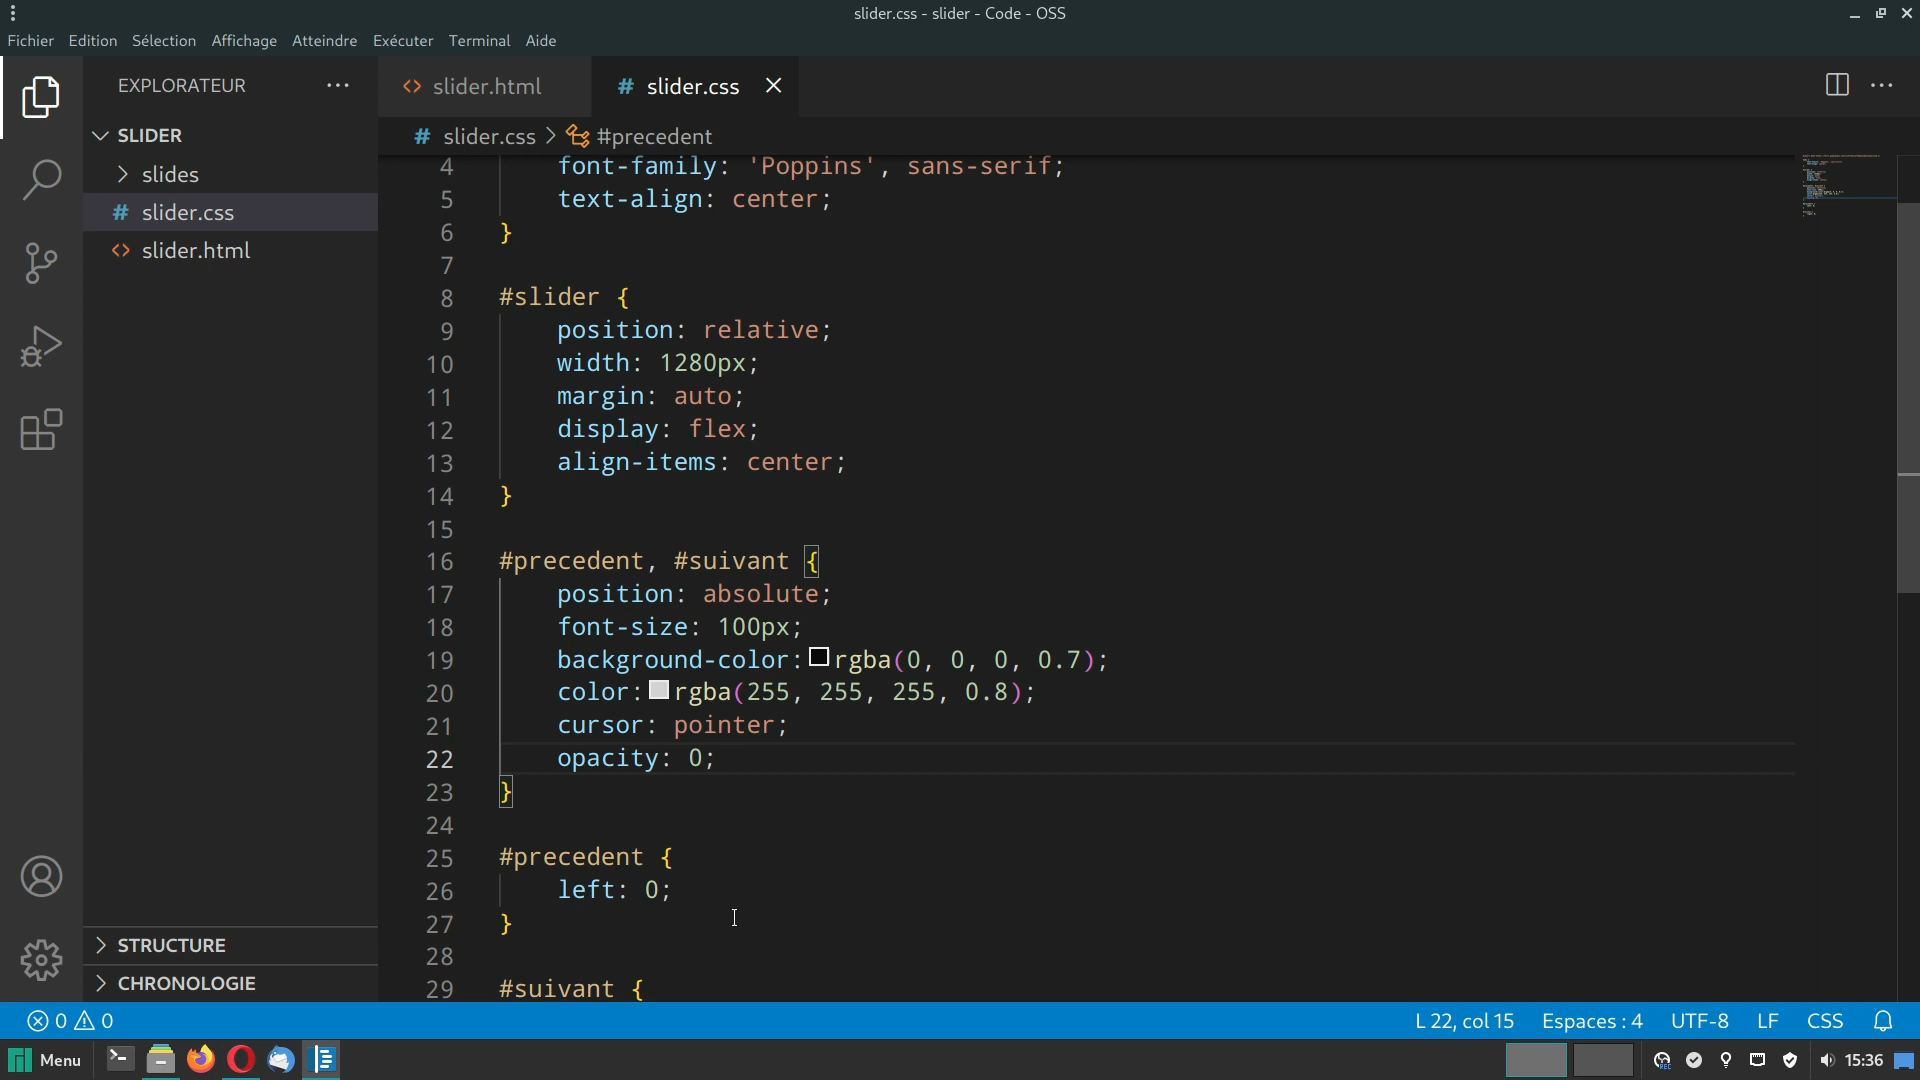 slider.css - slider - Code - OSS
Fichier Edition Sélection Affichage Atteindre Exécuter Terminal Aide
EXPLORATEUR
slider.html
# slider.css
SLIDER
# slider.css > #precedent
slides
# slider.css
<> slider.html
4 font-family: 'Poppins', sans-serif;
5 text-align: center;
6 }
7
8 #slider {
9 position: relative;
10 width: 1280px;
11 margin: auto;
12 display: flex;
13 align-items: center;
14 }
15
16 #precedent, #suivant {
17 position: absolute;
18 font-size: 100px;
19 background-color: rgba(0, 0, 0, 0.7);
20 color: rgba(255, 255, 255, 0.8);
21 cursor: pointer;
22 opacity: 0;
23 }
24
25 #precedent {
26 left: 0;
27 }
28
29 #suivant {
STRUCTURE
CHRONOLOGIE
0 0
L 22, col 15 Espaces : 4 UTF-8 LF CSS
Menu
15:36